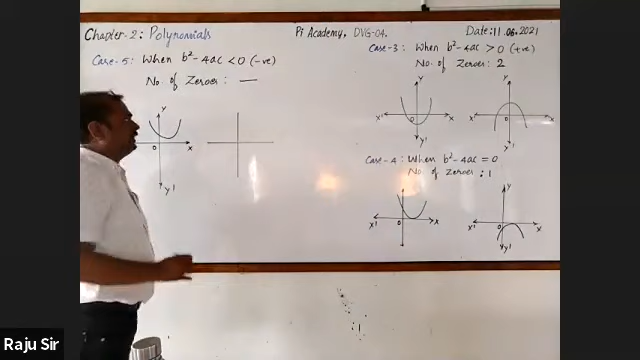 Chapter-2: Polynomials
Pi Academy, DVG-04.
Date: 11.06.2021
Case-5: When b²-4ac < 0 (-ve)
No. of Zeroes: —
Y
O
X
Y'
Case-3: When b²-4ac > 0 (+ve)
No. of Zeroes: 2
Y
X'
O
X
Y'
Y
X'
O
X
Y'
Case-4: When b²-4ac = 0
No. of Zeroes: 1
Y
X'
O
X
Y
X'
O
X
Y'
Raju Sir